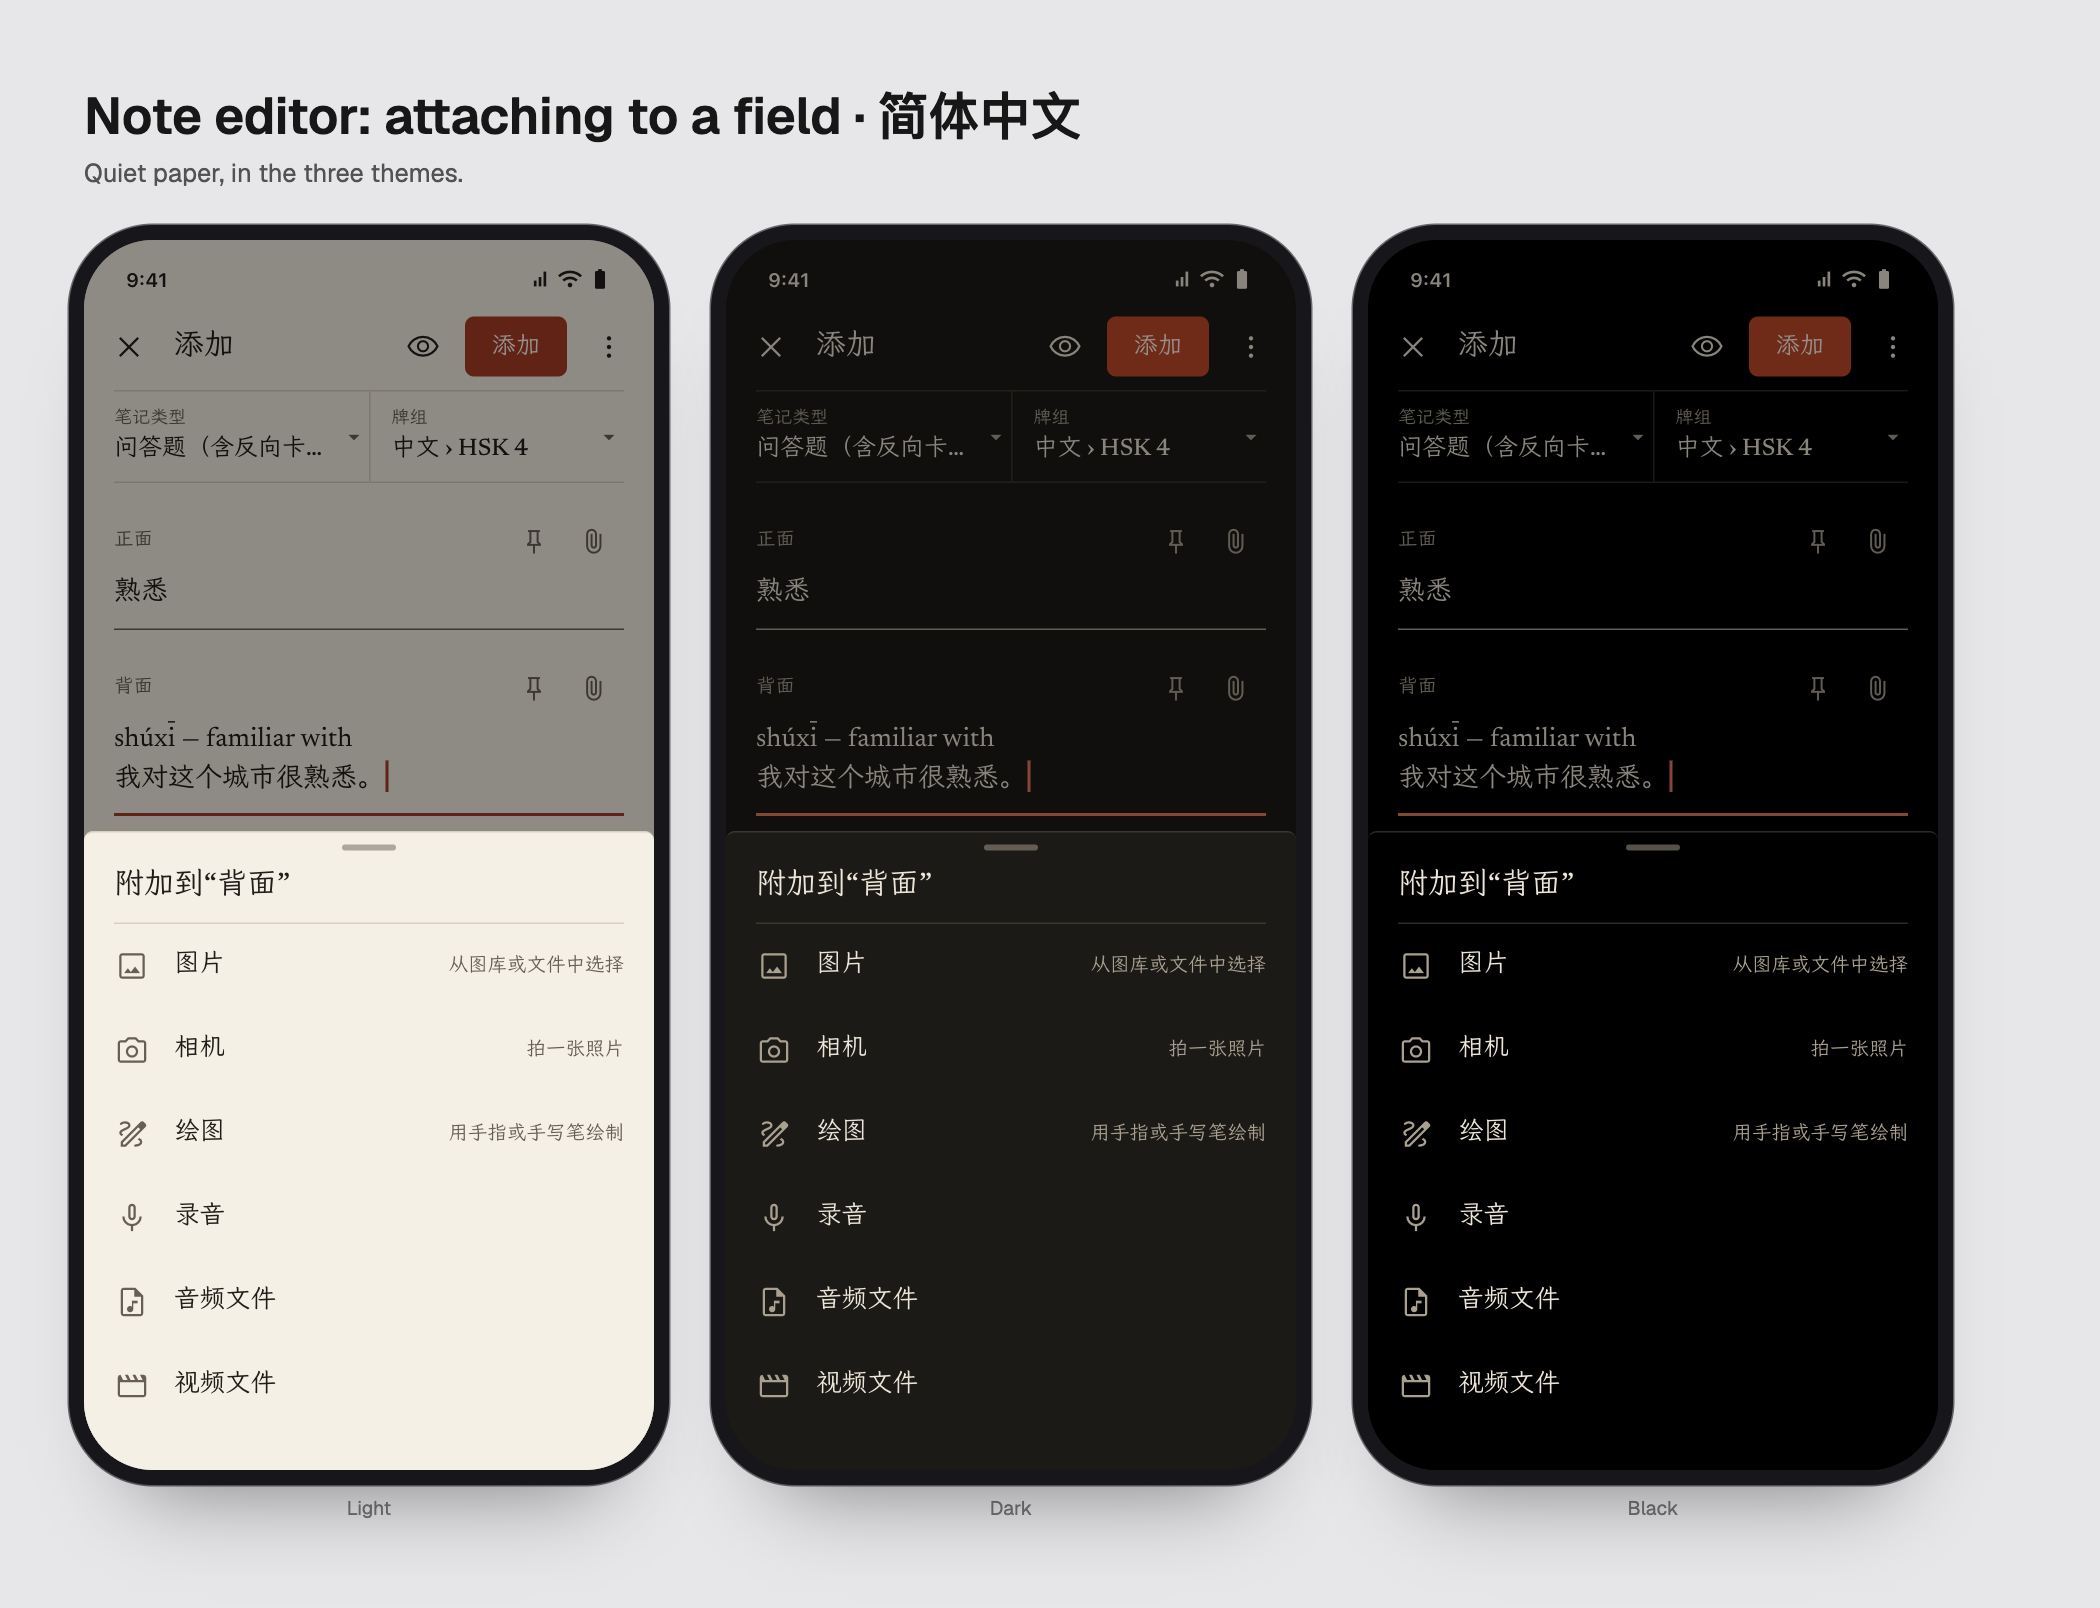 Note editor: attaching to a field · 简体中文
Quiet paper, in the three themes.
9:41
添加
添加
笔记类型
问答题（含反向卡…
牌组
中文 › HSK 4
正面
熟悉
背面
shúxī – familiar with
我对这个城市很熟悉。
附加到“背面”
图片
从图库或文件中选择
相机
拍一张照片
绘图
用手指或手写笔绘制
录音
音频文件
视频文件
Light
9:41
添加
添加
笔记类型
问答题（含反向卡…
牌组
中文 › HSK 4
正面
熟悉
背面
shúxī – familiar with
我对这个城市很熟悉。
附加到“背面”
图片
从图库或文件中选择
相机
拍一张照片
绘图
用手指或手写笔绘制
录音
音频文件
视频文件
Dark
9:41
添加
添加
笔记类型
问答题（含反向卡…
牌组
中文 › HSK 4
正面
熟悉
背面
shúxī – familiar with
我对这个城市很熟悉。
附加到“背面”
图片
从图库或文件中选择
相机
拍一张照片
绘图
用手指或手写笔绘制
录音
音频文件
视频文件
Black